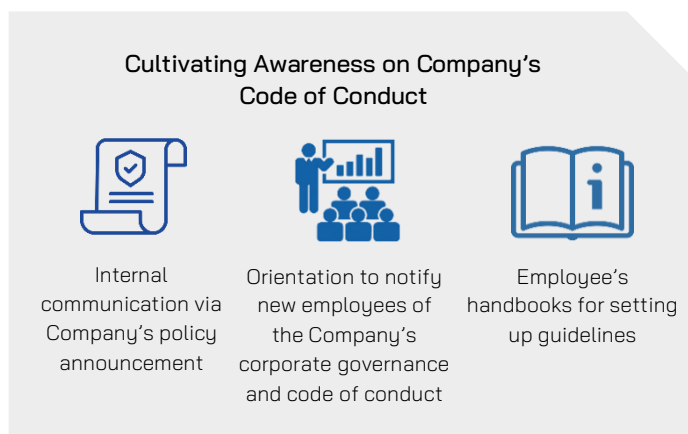 Cultivating Awareness on Company's
Code of Conduct
Internal
communication via
Company's policy
announcement
Orientation to notify
new employees of
the Company's
corporate governance
and code of conduct
Employee's
handbooks for setting
up guidelines